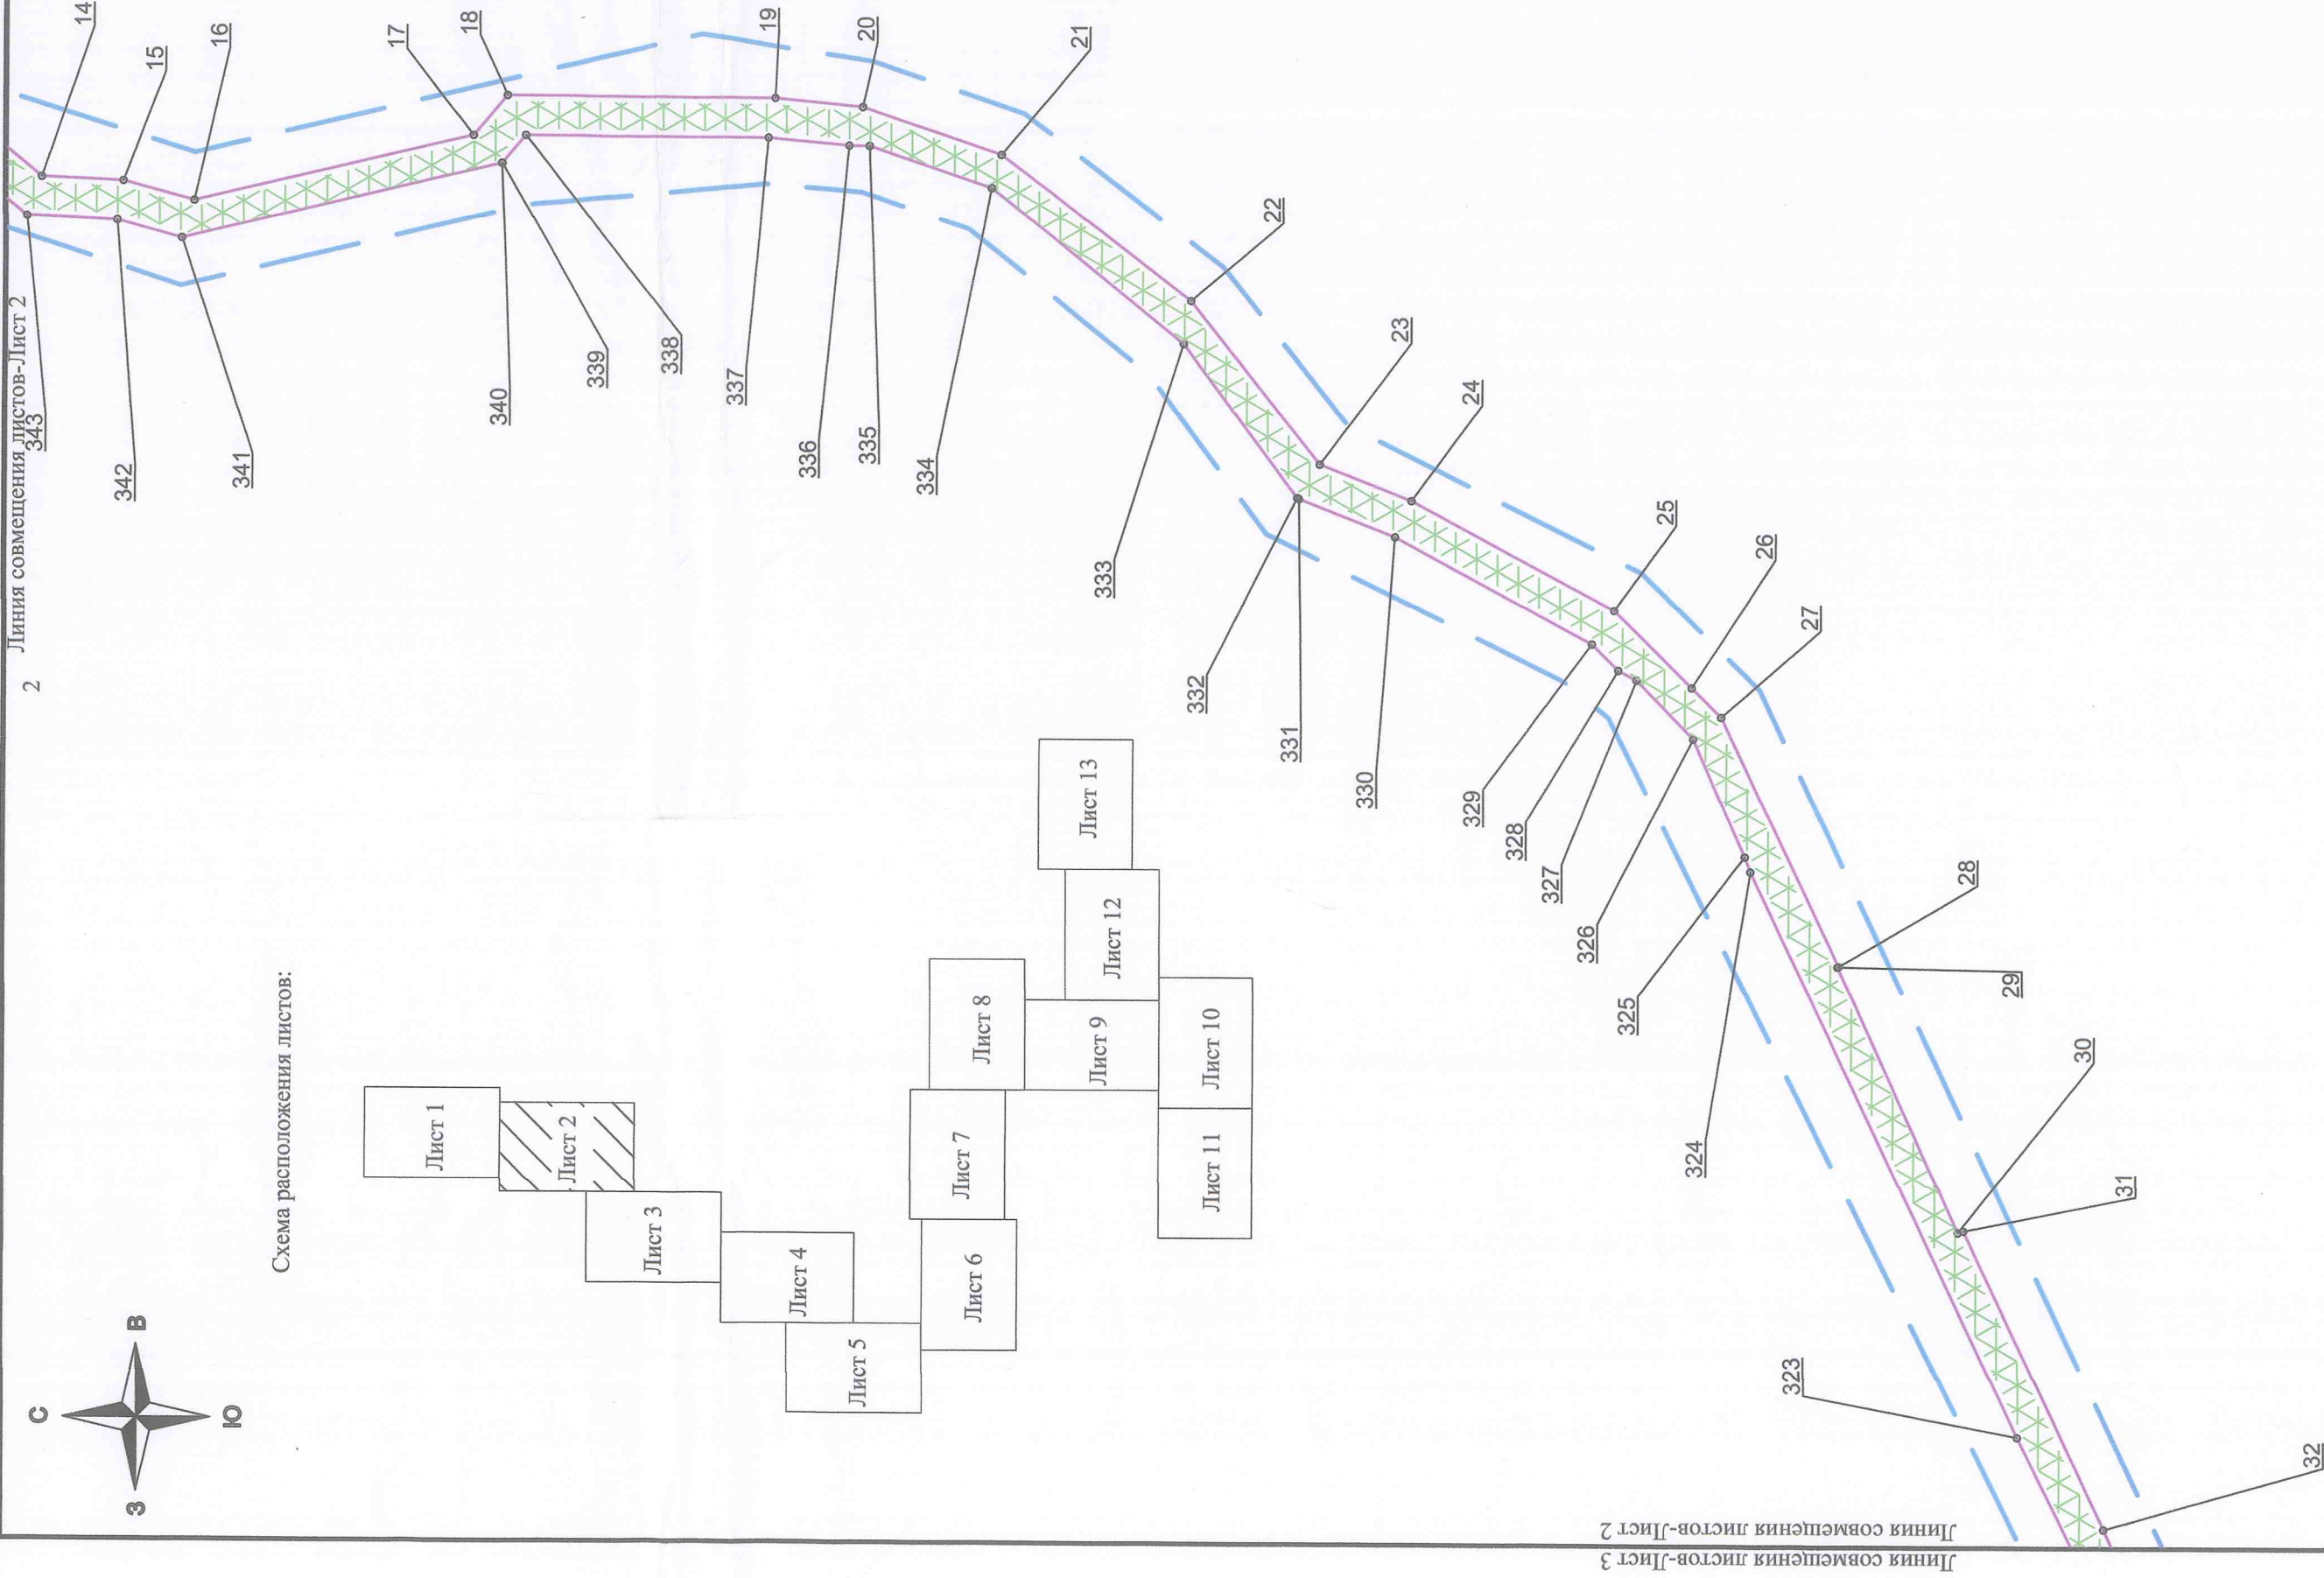 2
Линия совмещения листов-Лист 2
С
З
В
Ю
Схема расположения листов:
Лист 1
Лист 2
Лист 3
Лист 4
Лист 5
Лист 6
Лист 7
Лист 8
Лист 9
Лист 10
Лист 11
Лист 12
Лист 13
14
15
16
17
18
19
20
21
22
23
24
25
26
27
28
29
30
31
32
323
324
325
326
327
328
329
330
331
332
333
334
335
336
337
338
339
340
341
342
343
Линия совмещения листов-Лист 2
Линия совмещения листов-Лист 3